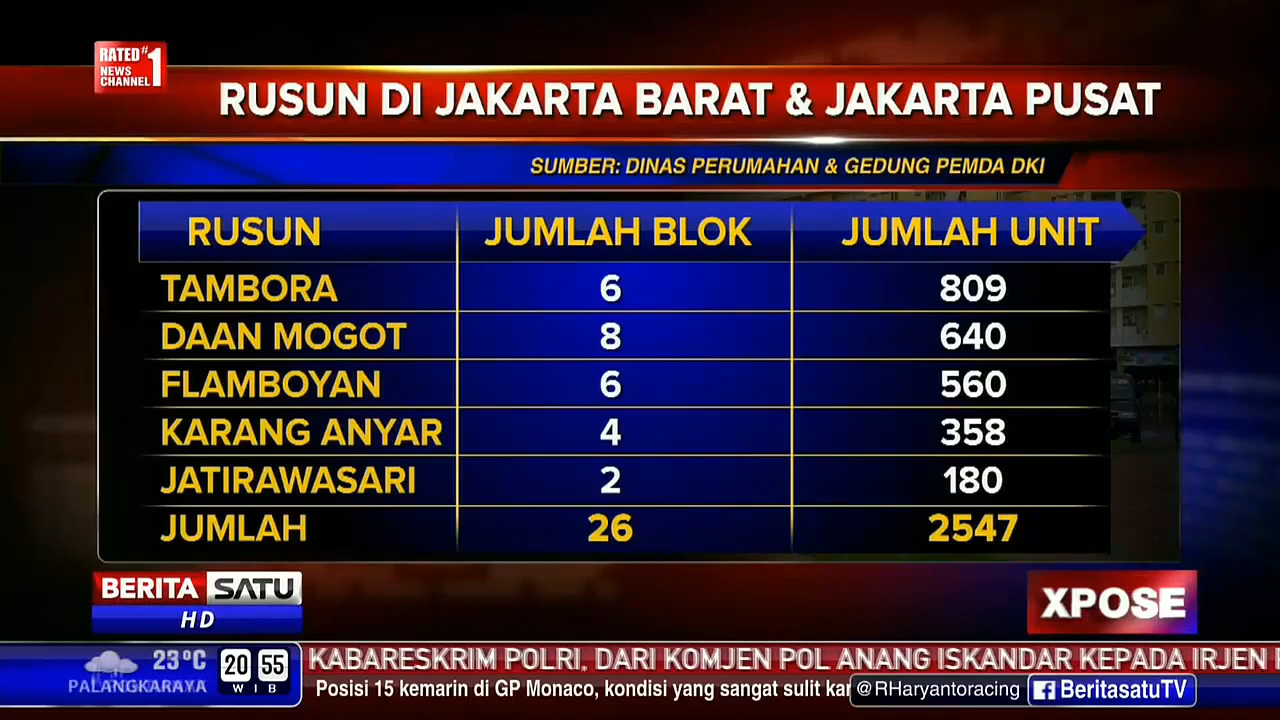 RATED #1
NEWS
CHANNEL
RUSUN DI JAKARTA BARAT & JAKARTA PUSAT
SUMBER: DINAS PERUMAHAN & GEDUNG PEMDA DKI
RUSUN JUMLAH BLOK JUMLAH UNIT
TAMBORA 6 809
DAAN MOGOT 8 640
FLAMBOYAN 6 560
KARANG ANYAR 4 358
JATIRAWASARI 2 180
JUMLAH 26 2547
BERITA SATU
HD
XPOSE
23°C 20 55
PALANGKARAYA WIB
KABARESKRIM POLRI, DARI KOMJEN POL ANANG ISKANDAR KEPADA IRJEN
Posisi 15 kemarin di GP Monaco, kondisi yang sangat sulit kar @RHaryantoracing BeritasatuTV